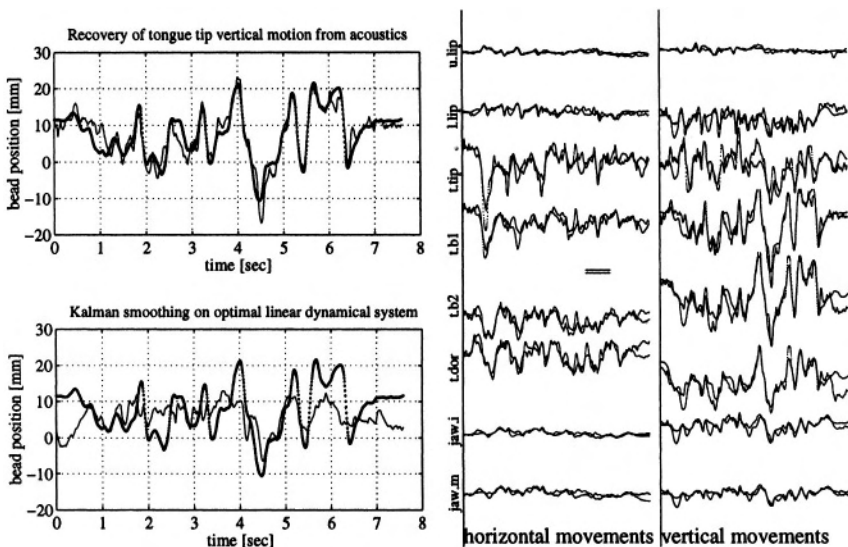 Recovery of tongue tip vertical motion from acoustics
30
20
10
0
−10
−20
bead position [mm]
0 1 2 3 4 5 6 7 8
time [sec]
Kalman smoothing on optimal linear dynamical system
30
20
10
0
−10
−20
bead position [mm]
0 1 2 3 4 5 6 7 8
time [sec]
u.lip
l.lip
t.tip
t.b1
t.b2
t.dor
jaw.i
jaw.m
horizontal movements
vertical movements